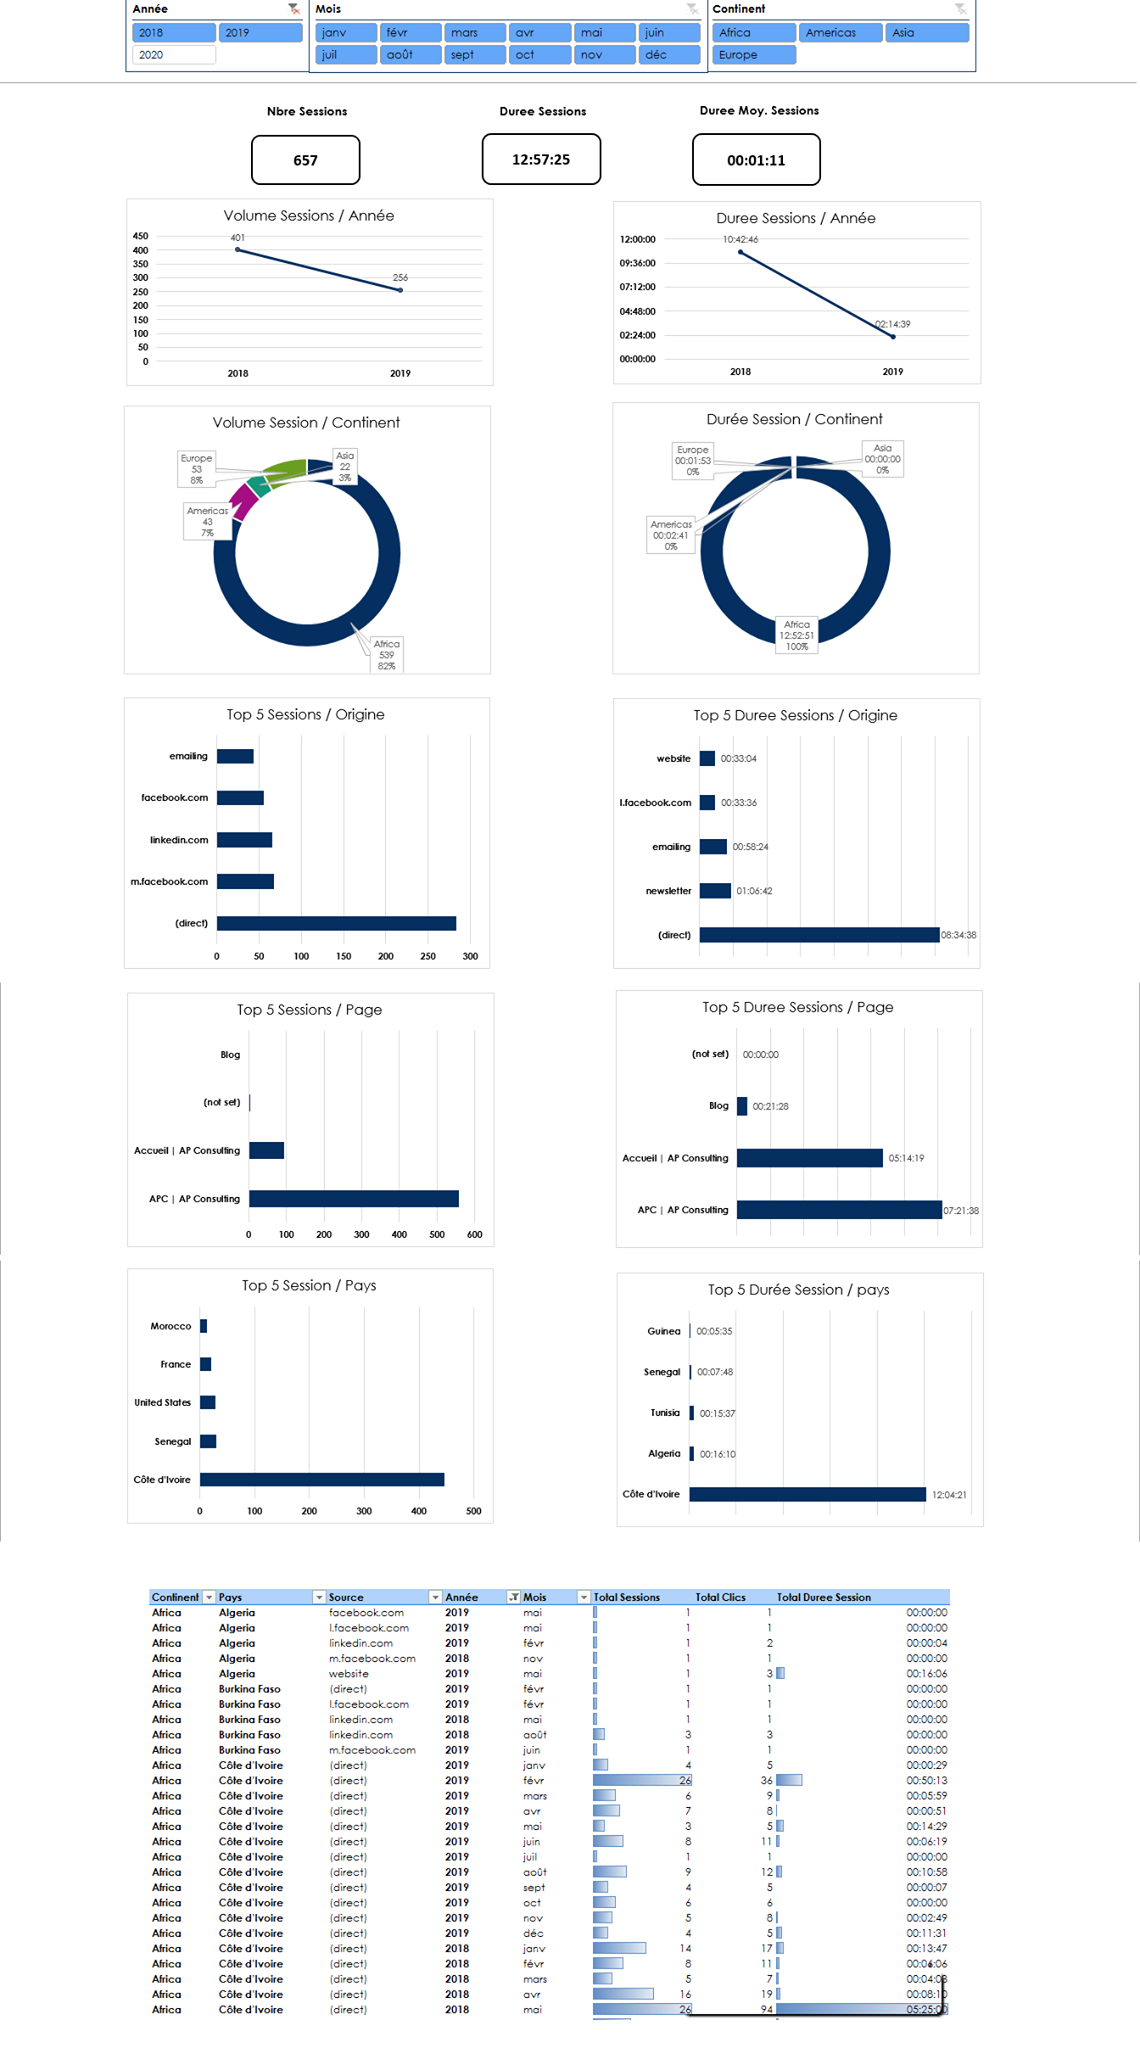 Année
Mois
Continent
2018 2019
janv févr mars avr mai juin
Africa Americas Asia
2020
juil août sept oct nov déc
Europe
Nbre Sessions
Duree Sessions
Duree Moy. Sessions
657
12:57:25
00:01:11
Volume Sessions / Année
450
400
350
300
250
200
150
100
50
0
401
256
2018 2019
Duree Sessions / Année
12:00:00
09:36:00
07:12:00
04:48:00
02:24:00
00:00:00
10:42:46
02:14:39
2018 2019
Volume Session / Continent
Europe
53
8%
Asia
22
3%
Americas
43
7%
Africa
539
82%
Durée Session / Continent
Europe
00:01:53
0%
Asia
00:00:00
0%
Americas
00:02:41
0%
Africa
12:52:51
100%
Top 5 Sessions / Origine
emailing
facebook.com
linkedin.com
m.facebook.com
(direct)
0 50 100 150 200 250 300
Top 5 Duree Sessions / Origine
website 00:33:04
l.facebook.com 00:33:36
emailing 00:58:24
newsletter 01:06:42
(direct) 08:34:38
Top 5 Sessions / Page
Blog
(not set)
Accueil | AP Consulting
APC | AP Consulting
0 100 200 300 400 500 600
Top 5 Duree Sessions / Page
(not set) 00:00:00
Blog 00:21:28
Accueil | AP Consulting 05:14:19
APC | AP Consulting 07:21:38
Top 5 Session / Pays
Morocco
France
United States
Senegal
Côte d'Ivoire
0 100 200 300 400 500
Top 5 Durée Session / pays
Guinea 00:05:35
Senegal 00:07:48
Tunisia 00:15:37
Algeria 00:16:10
Côte d'Ivoire 12:04:21
Continent Pays Source Année Mois Total Sessions Total Clics Total Duree Session
Africa Algeria facebook.com 2019 mai 1 1 00:00:00
Africa Algeria l.facebook.com 2019 mai 1 1 00:00:00
Africa Algeria linkedin.com 2019 févr 1 2 00:00:04
Africa Algeria m.facebook.com 2018 nov 1 1 00:00:00
Africa Algeria website 2019 mai 1 3 00:16:06
Africa Burkina Faso (direct) 2019 févr 1 1 00:00:00
Africa Burkina Faso l.facebook.com 2019 févr 1 1 00:00:00
Africa Burkina Faso linkedin.com 2018 mai 1 1 00:00:00
Africa Burkina Faso linkedin.com 2018 août 3 3 00:00:00
Africa Burkina Faso m.facebook.com 2019 juin 1 1 00:00:00
Africa Côte d'Ivoire (direct) 2019 janv 4 5 00:00:29
Africa Côte d'Ivoire (direct) 2019 févr 26 36 00:50:13
Africa Côte d'Ivoire (direct) 2019 mars 6 9 00:05:59
Africa Côte d'Ivoire (direct) 2019 avr 7 8 00:00:51
Africa Côte d'Ivoire (direct) 2019 mai 3 5 00:14:29
Africa Côte d'Ivoire (direct) 2019 juin 8 11 00:06:19
Africa Côte d'Ivoire (direct) 2019 juil 1 1 00:00:00
Africa Côte d'Ivoire (direct) 2019 août 9 12 00:10:58
Africa Côte d'Ivoire (direct) 2019 sept 4 5 00:00:07
Africa Côte d'Ivoire (direct) 2019 oct 6 6 00:00:00
Africa Côte d'Ivoire (direct) 2019 nov 5 8 00:02:49
Africa Côte d'Ivoire (direct) 2019 déc 4 5 00:11:31
Africa Côte d'Ivoire (direct) 2018 janv 14 17 00:13:47
Africa Côte d'Ivoire (direct) 2018 févr 8 11
Africa Côte d'Ivoire (direct) 2018 mars 5 7
Africa Côte d'Ivoire (direct) 2018 avr 16 19
Africa Côte d'Ivoire (direct) 2018 mai 26 94